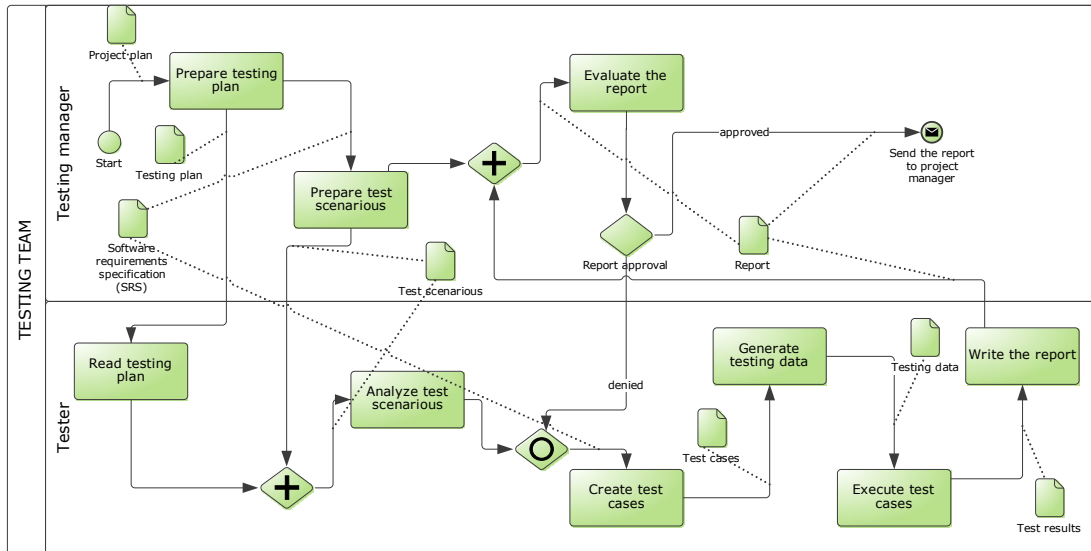 TESTING TEAM
Testing manager
Project plan
Prepare testing
plan
Start
Testing plan
Software
requirements
specification
(SRS)
Prepare test
scenarious
Test scenarious
Evaluate the
report
Report approval
approved
Send the report
to project
manager
Report
Tester
Read testing
plan
Analyze test
scenarious
denied
Create test
cases
Test cases
Generate
testing data
Testing data
Execute test
cases
Write the report
Test results